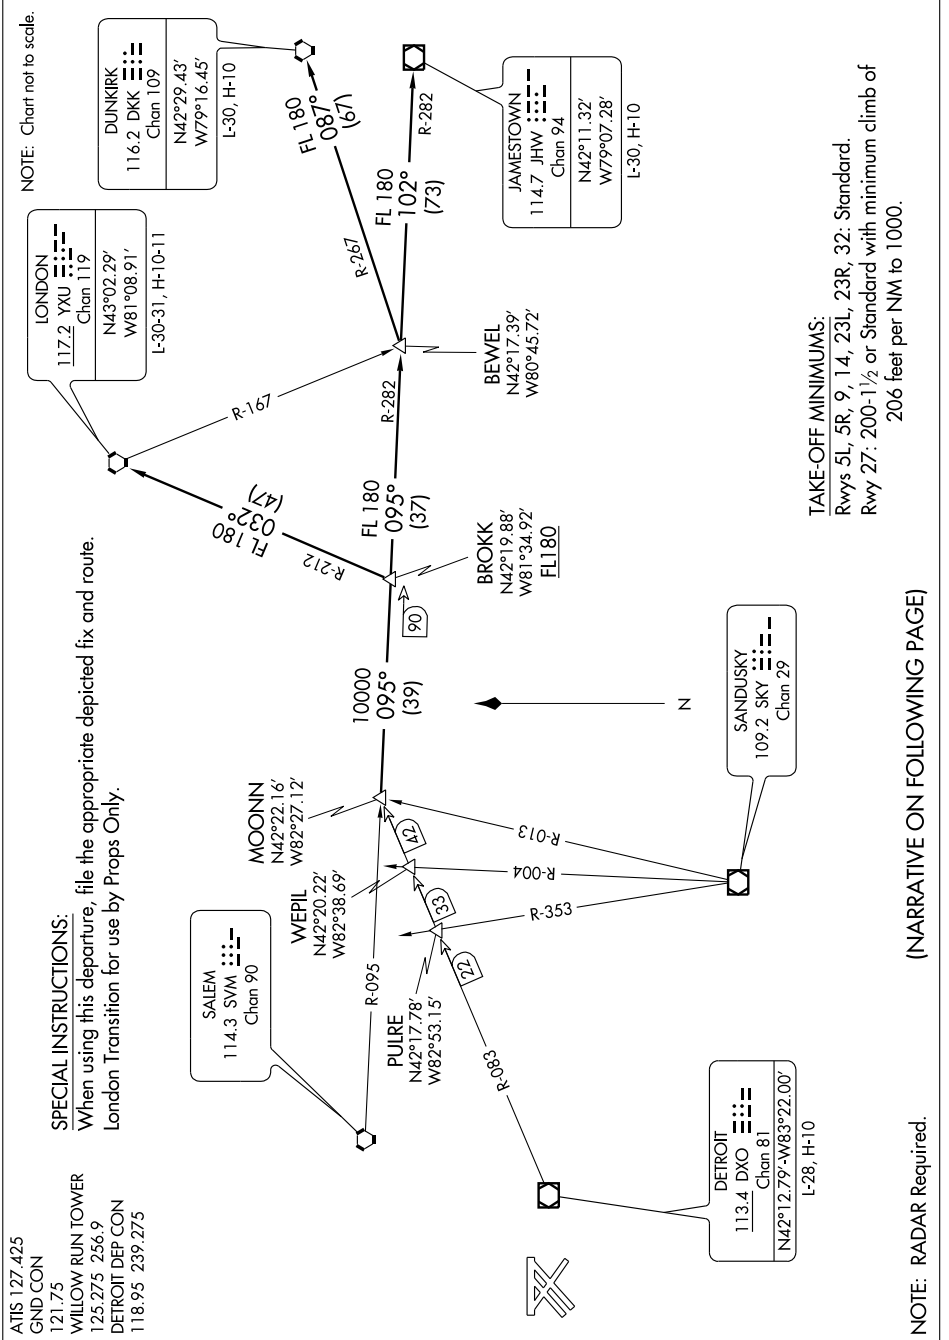 ATIS 127.425
GND CON
121.75
WILLOW RUN TOWER
125.275 256.9
DETROIT DEP CON
118.95 239.275
SPECIAL INSTRUCTIONS:
When using this departure, file the appropriate depicted fix and route.
London Transition for use by Props Only.
NOTE: Chart not to scale.
LONDON
117.2 YXU
Chan 119
N43°02.29′
W81°08.91′
L-30-31, H-10-11
DUNKIRK
116.2 DKK
Chan 109
N42°29.43′
W79°16.45′
L-30, H-10
SALEM
114.3 SVM
Chan 90
R-095
MOONN
N42°22.16′
W82°27.12′
WEPIL
N42°20.22′
W82°38.69′
PULRE
N42°17.78′
W82°53.15′
R-083
22
33
42
10000
095°
(39)
90
BROKK
N42°19.88′
W81°34.92′
FL180
R-212
FL 180
032°
(47)
R-167
FL 180
095°
(37)
R-282
BEWEL
N42°17.39′
W80°45.72′
R-267
FL 180
087°
(67)
FL 180
102°
(73)
R-282
JAMESTOWN
114.7 JHW
Chan 94
N42°11.32′
W79°07.28′
L-30, H-10
R-353
R-004
R-013
N
SANDUSKY
109.2 SKY
Chan 29
DETROIT
113.4 DXO
Chan 81
N42°12.79′-W83°22.00′
L-28, H-10
TAKE-OFF MINIMUMS:
Rwys 5L, 5R, 9, 14, 23L, 23R, 32: Standard.
Rwy 27: 200-1½ or Standard with minimum climb of
206 feet per NM to 1000.
NOTE: RADAR Required.
(NARRATIVE ON FOLLOWING PAGE)